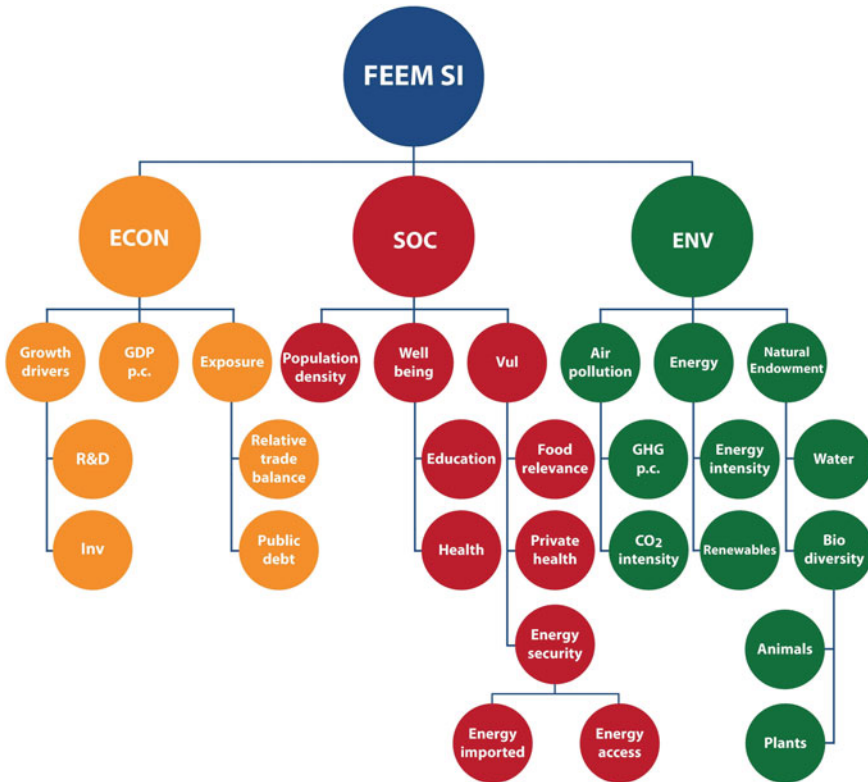 FEEM SI
ECON
SOC
ENV
Growth
drivers
GDP
p.c.
Exposure
Population
density
Well
being
Vul
Air
pollution
Energy
Natural
Endowment
R&D
Relative
trade
balance
Education
Food
relevance
GHG
p.c.
Energy
intensity
Water
Inv
Public
debt
Health
Private
health
CO2
intensity
Renewables
Bio
diversity
Energy
security
Animals
Energy
imported
Energy
access
Plants